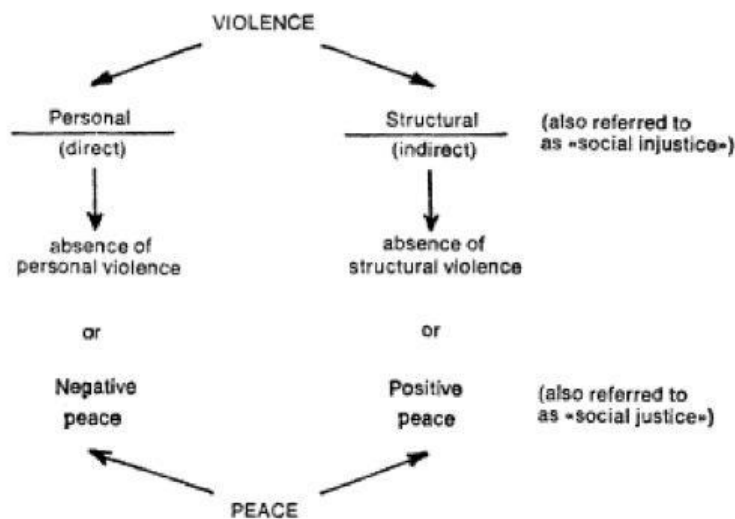 VIOLENCE
Personal
(direct)
Structural
(indirect)
(also referred to
as «social injustice»)
absence of
personal violence
absence of
structural violence
or
or
Negative
peace
Positive
peace
(also referred to
as «social justice»)
PEACE